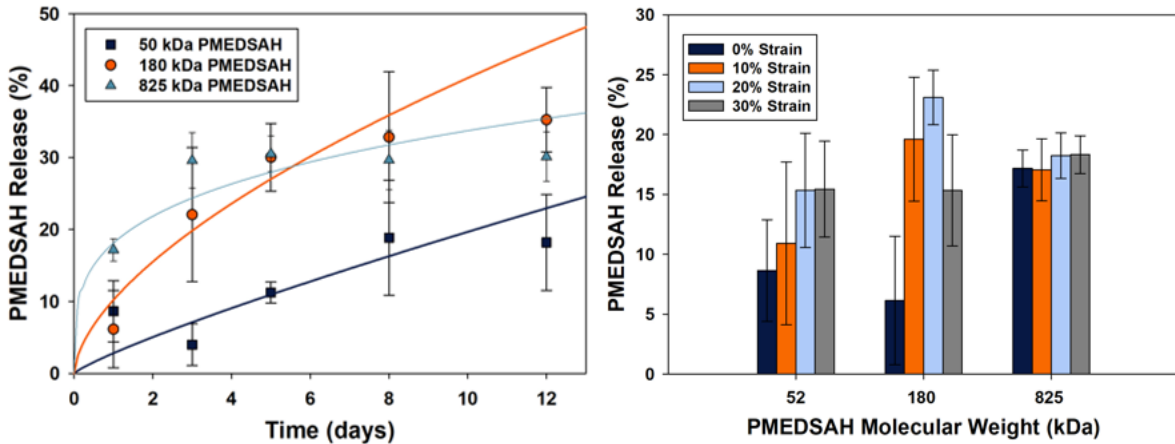 50
40
30
20
10
0
PMEDSAH Release (%)
50 kDa PMEDSAH
180 kDa PMEDSAH
825 kDa PMEDSAH
0 2 4 6 8 10 12
Time (days)
30
25
20
15
10
5
0
PMEDSAH Release (%)
0% Strain
10% Strain
20% Strain
30% Strain
52 180 825
PMEDSAH Molecular Weight (kDa)